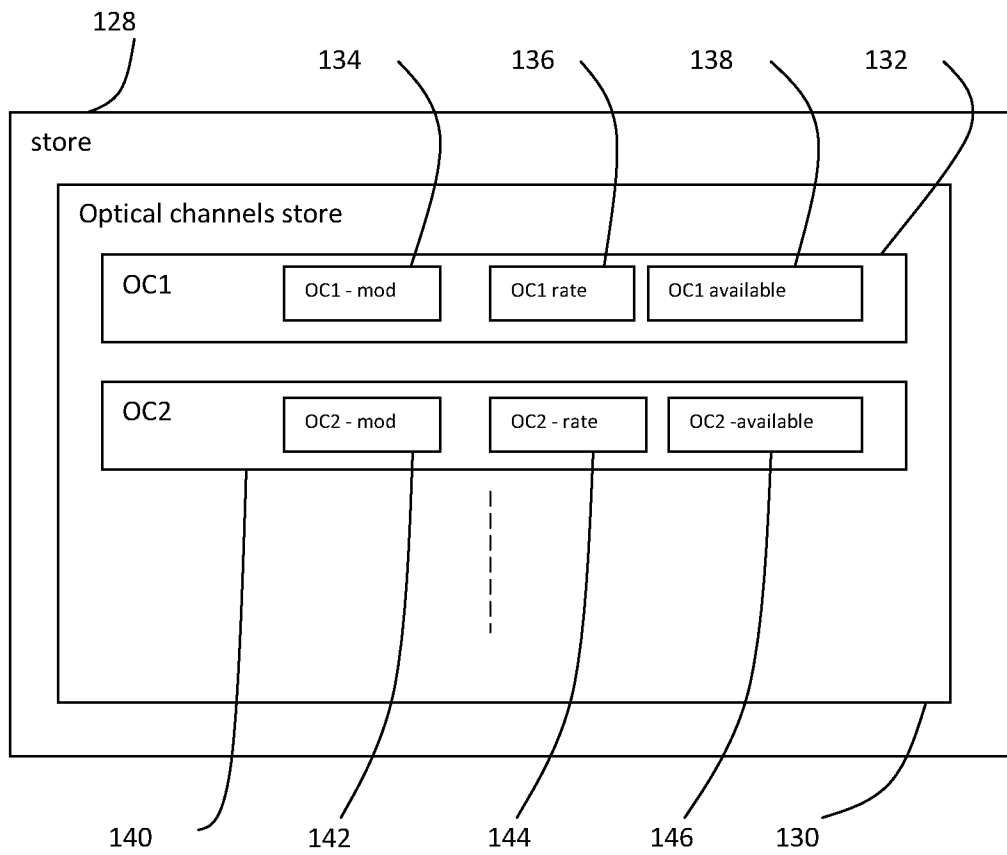 128
134 136 138 132
store
Optical channels store
OC1 OC1 - mod OC1 rate OC1 available
OC2 OC2 - mod OC2 - rate OC2 -available
140 142 144 146 130